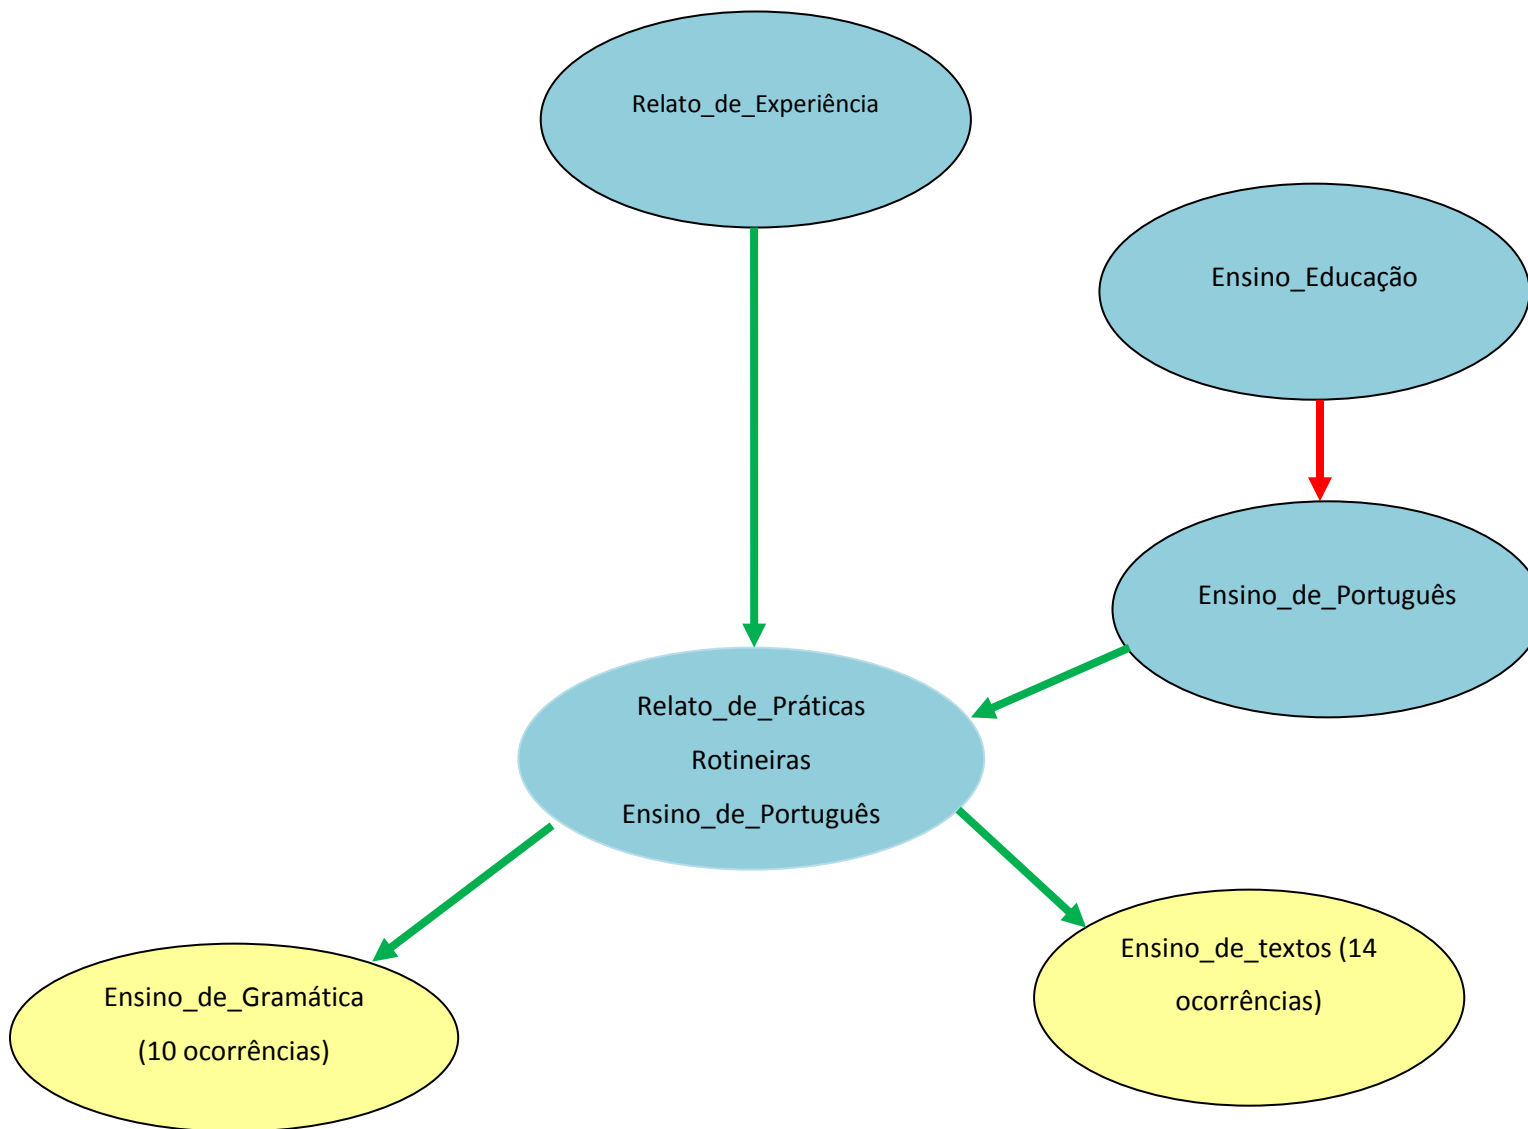 Relato_de_Experiência
Ensino_Educação
Ensino_de_Português
Relato_de_Práticas
Rotineiras
Ensino_de_Português
Ensino_de_textos (14
ocorrências)
Ensino_de_Gramática
(10 ocorrências)